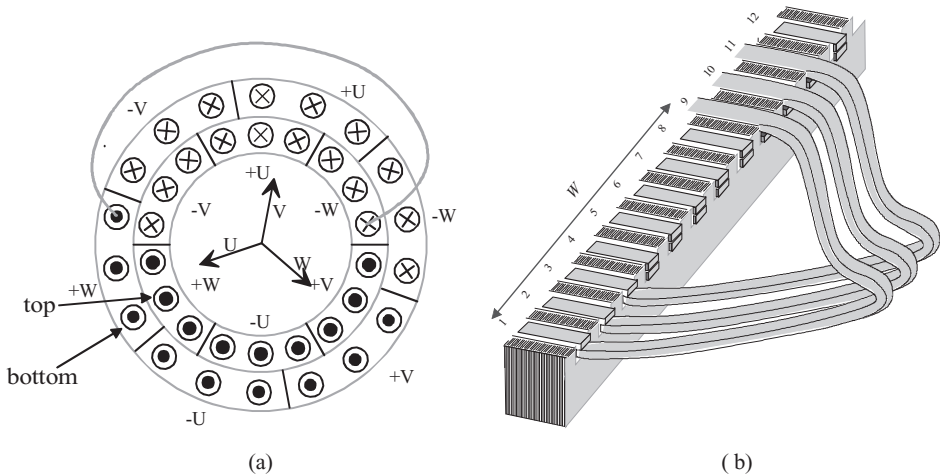 -V
+U
+U
-V
V
-W
-W
U
W
+W
+W
+V
top
-U
bottom
+V
-U
(a)
12
11
10
9
8
7
6
5
4
3
2
1
W
( b)